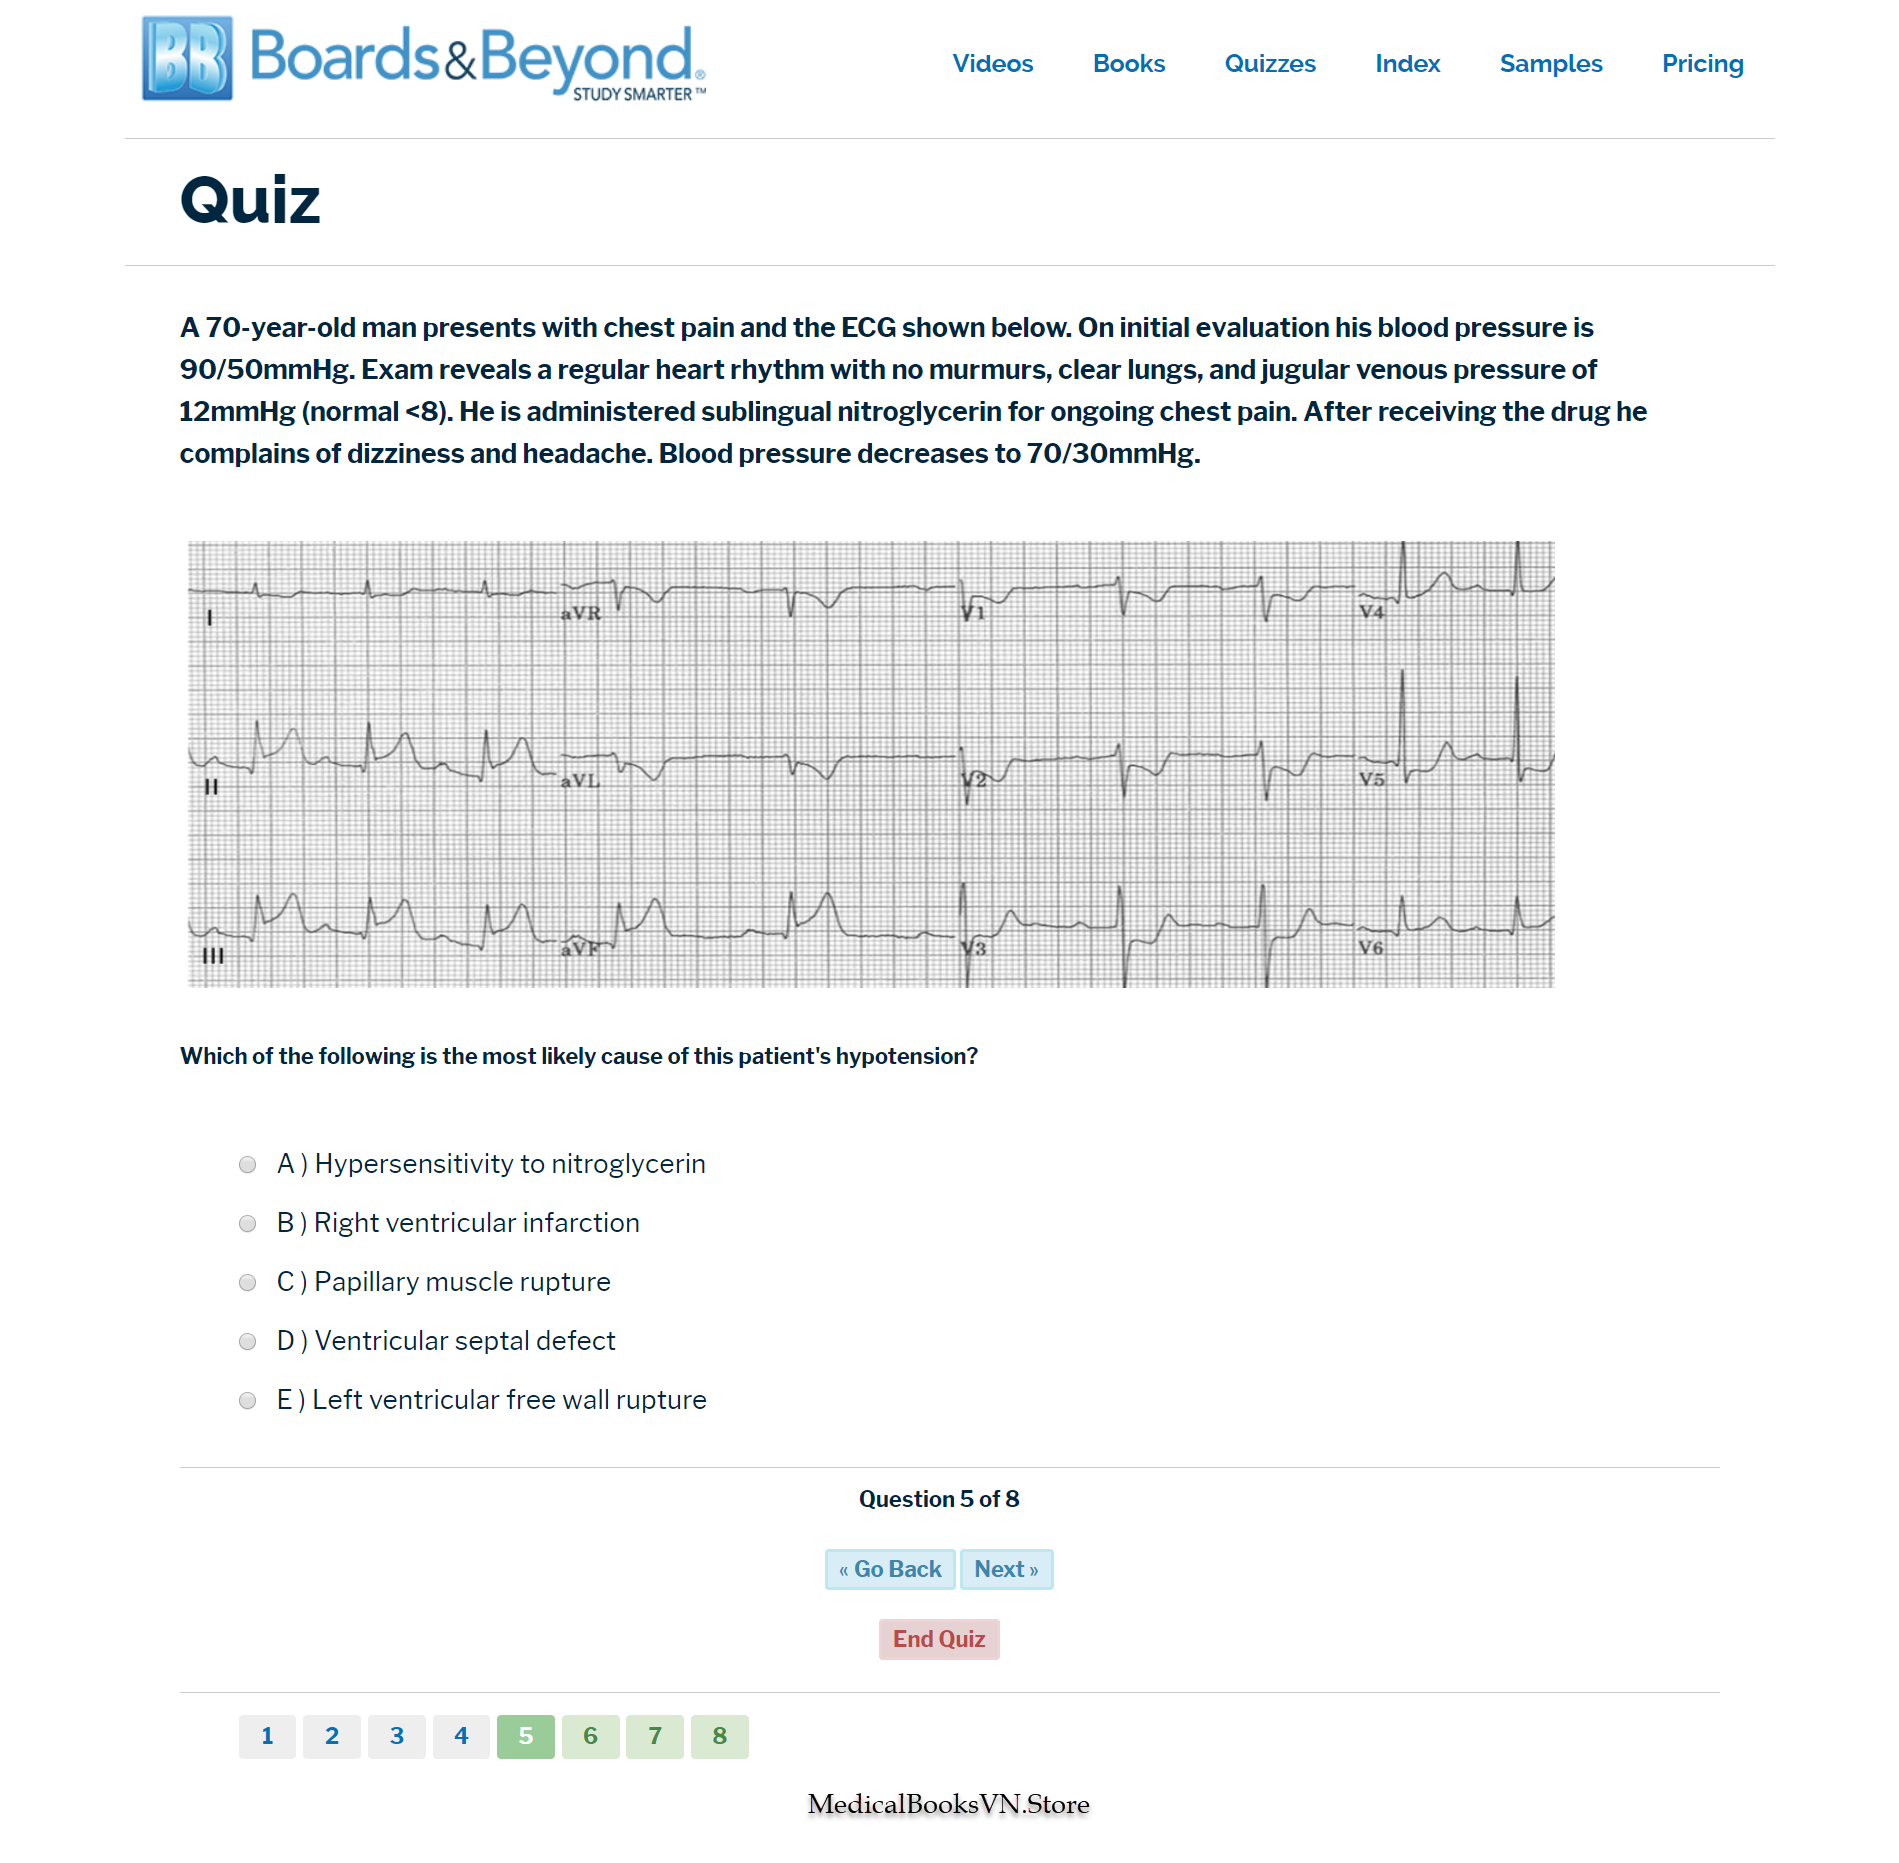 BB Boards&Beyond.®
STUDY SMARTER™
Videos Books Quizzes Index Samples Pricing
Quiz
A 70-year-old man presents with chest pain and the ECG shown below. On initial evaluation his blood pressure is
90/50mmHg. Exam reveals a regular heart rhythm with no murmurs, clear lungs, and jugular venous pressure of
12mmHg (normal <8). He is administered sublingual nitroglycerin for ongoing chest pain. After receiving the drug he
complains of dizziness and headache. Blood pressure decreases to 70/30mmHg.
I aVR V1 V4
II aVL V2 V5
III aVF V3 V6
Which of the following is the most likely cause of this patient's hypotension?
A ) Hypersensitivity to nitroglycerin
B ) Right ventricular infarction
C ) Papillary muscle rupture
D ) Ventricular septal defect
E ) Left ventricular free wall rupture
Question 5 of 8
« Go Back Next »
End Quiz
1 2 3 4 5 6 7 8
MedicalBooksVN.Store